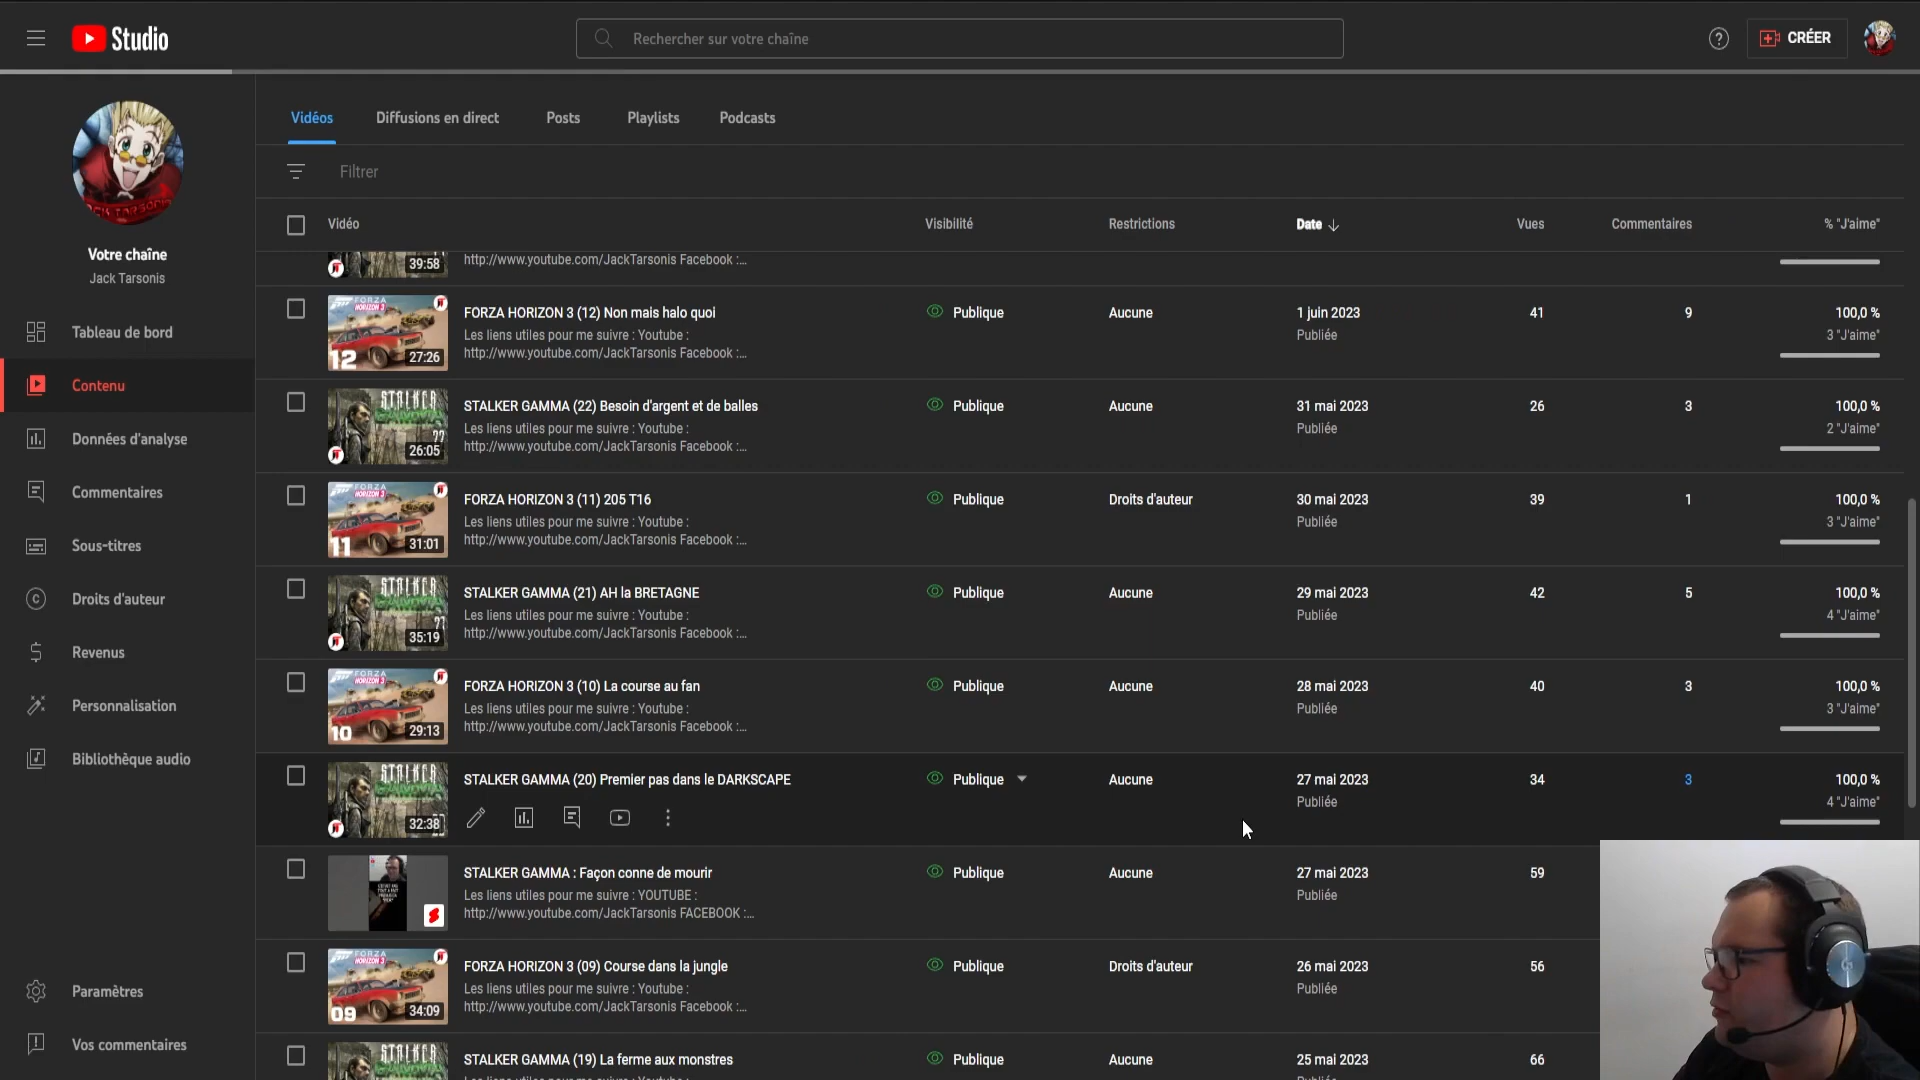 Studio
Rechercher sur votre chaîne
CRÉER
Vidéos
Diffusions en direct
Posts
Playlists
Podcasts
Filtrer
Votre chaîne
Jack Tarsonis
Tableau de bord
Contenu
Données d'analyse
Commentaires
Sous-titres
Droits d'auteur
Revenus
Personnalisation
Bibliothèque audio
Paramètres
Vos commentaires
Vidéo Visibilité Restrictions Date Vues Commentaires % "J'aime"
39:58
http://www.youtube.com/JackTarsonis Facebook :...
FORZA HORIZON 3
12
27:26
FORZA HORIZON 3 (12) Non mais halo quoi Publique Aucune 1 juin 2023 41 9 100,0 %
Les liens utiles pour me suivre : Youtube : Publiée 3 "J'aime"
http://www.youtube.com/JackTarsonis Facebook :...
STALKER
26:05
STALKER GAMMA (22) Besoin d'argent et de balles Publique Aucune 31 mai 2023 26 3 100,0 %
Les liens utiles pour me suivre : Youtube : Publiée 2 "J'aime"
http://www.youtube.com/JackTarsonis Facebook :...
FORZA HORIZON 3
11
31:01
FORZA HORIZON 3 (11) 205 T16 Publique Droits d'auteur 30 mai 2023 39 1 100,0 %
Les liens utiles pour me suivre : Youtube : Publiée 3 "J'aime"
http://www.youtube.com/JackTarsonis Facebook :...
STALKER
35:19
STALKER GAMMA (21) AH la BRETAGNE Publique Aucune 29 mai 2023 42 5 100,0 %
Les liens utiles pour me suivre : Youtube : Publiée 4 "J'aime"
http://www.youtube.com/JackTarsonis Facebook :...
FORZA HORIZON 3
10
29:13
FORZA HORIZON 3 (10) La course au fan Publique Aucune 28 mai 2023 40 3 100,0 %
Les liens utiles pour me suivre : Youtube : Publiée 3 "J'aime"
http://www.youtube.com/JackTarsonis Facebook :...
STALKER
32:38
STALKER GAMMA (20) Premier pas dans le DARKSCAPE Publique Aucune 27 mai 2023 34 3 100,0 %
Publiée 4 "J'aime"
STALKER GAMMA : Façon conne de mourir Publique Aucune 27 mai 2023 59
Les liens utiles pour me suivre : YOUTUBE : Publiée
http://www.youtube.com/JackTarsonis FACEBOOK :...
FORZA HORIZON 3
09
34:09
FORZA HORIZON 3 (09) Course dans la jungle Publique Droits d'auteur 26 mai 2023 56
Les liens utiles pour me suivre : Youtube : Publiée
http://www.youtube.com/JackTarsonis Facebook :...
STALKER
STALKER GAMMA (19) La ferme aux monstres Publique Aucune 25 mai 2023 66